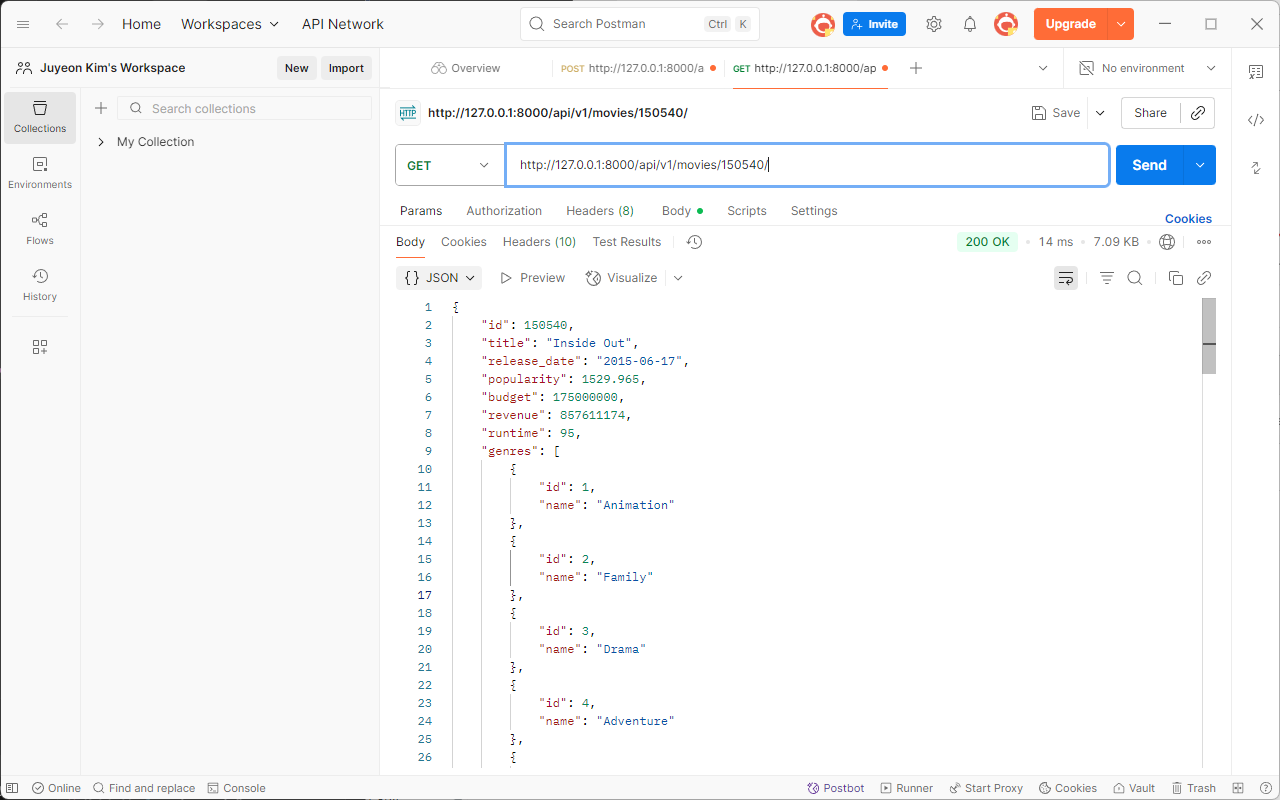 Home Workspaces API Network Search Postman Ctrl K Invite Upgrade
Juyeon Kim's Workspace New Import
Overview POST http://127.0.0.1:8000/a GET http://127.0.0.1:8000/ap No environment
Collections
Environments
Flows
History
Search collections
My Collection
HTTP http://127.0.0.1:8000/api/v1/movies/150540/ Save Share
GET http://127.0.0.1:8000/api/v1/movies/150540/ Send
Params Authorization Headers (8) Body Scripts Settings Cookies
Body Cookies Headers (10) Test Results 200 OK 14 ms 7.09 KB
{} JSON Preview Visualize
1 {
2 "id": 150540,
3 "title": "Inside Out",
4 "release_date": "2015-06-17",
5 "popularity": 1529.965,
6 "budget": 175000000,
7 "revenue": 857611174,
8 "runtime": 95,
9 "genres": [
10 {
11 "id": 1,
12 "name": "Animation"
13 },
14 {
15 "id": 2,
16 "name": "Family"
17 },
18 {
19 "id": 3,
20 "name": "Drama"
21 },
22 {
23 "id": 4,
24 "name": "Adventure"
25 },
26 {
Online Find and replace Console Postbot Runner Start Proxy Cookies Vault Trash